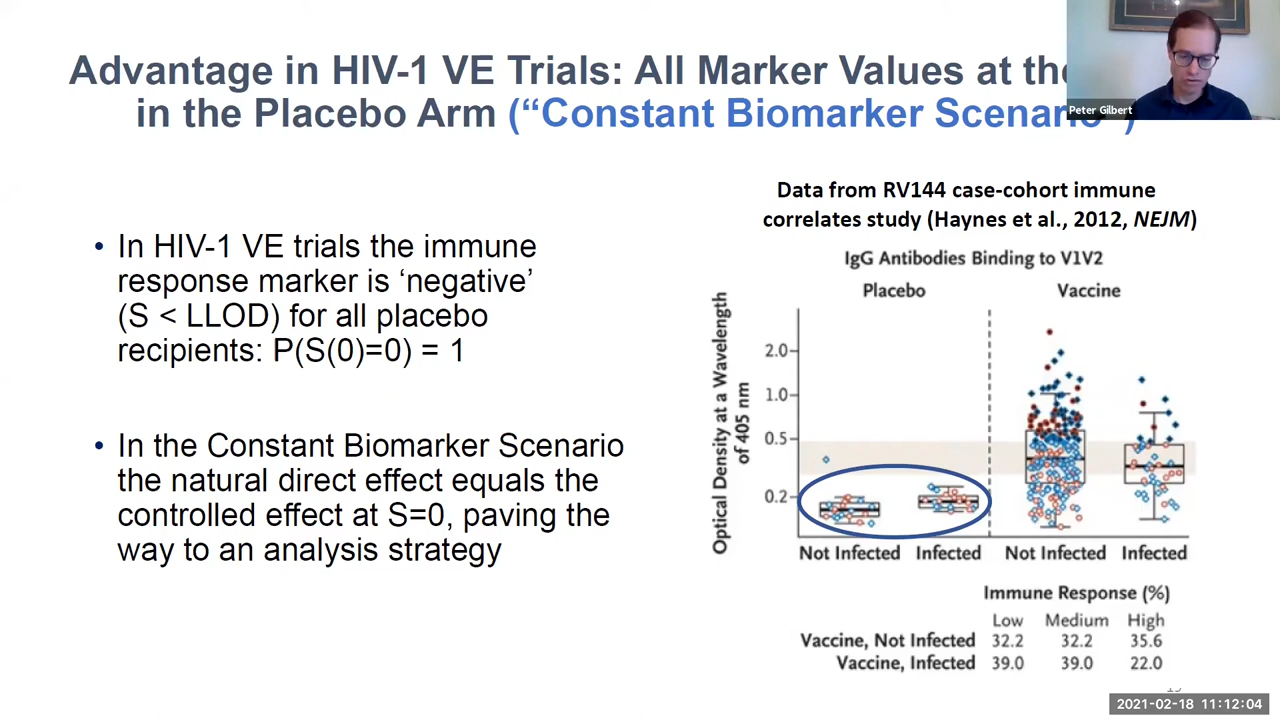 Advantage in HIV-1 VE Trials: All Marker Values at the
in the Placebo Arm (“Constant Biomarker Scenario”)
Peter Gilbert
• In HIV-1 VE trials the immune
response marker is ‘negative’
(S < LLOD) for all placebo
recipients: P(S(0)=0) = 1
• In the Constant Biomarker Scenario
the natural direct effect equals the
controlled effect at S=0, paving the
way to an analysis strategy
Data from RV144 case-cohort immune
correlates study (Haynes et al., 2012, NEJM)
IgG Antibodies Binding to V1V2
Placebo Vaccine
Optical Density at a Wavelength
of 405 nm
2.0
1.0
0.5
0.2
Not Infected Infected Not Infected Infected
Immune Response (%)
Low Medium High
Vaccine, Not Infected 32.2 32.2 35.6
Vaccine, Infected 39.0 39.0 22.0
2021-02-18 11:12:04